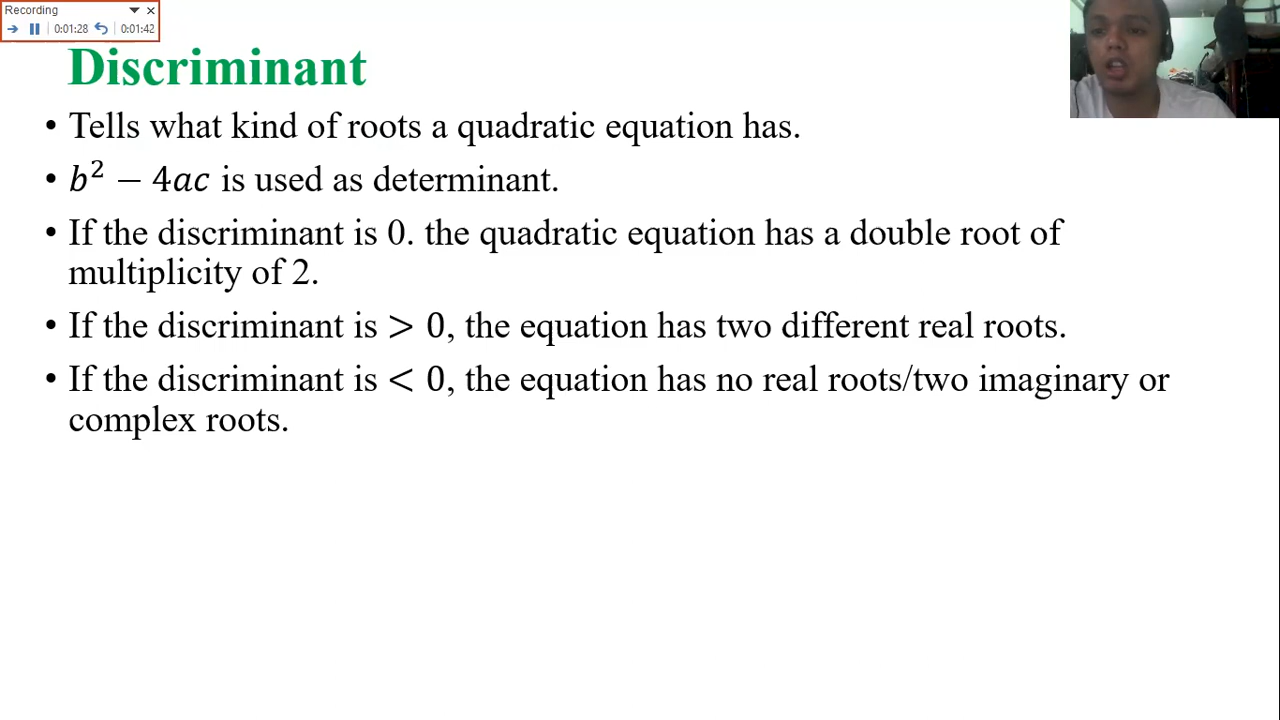 Recording
0:01:28 0:01:42
Discriminant
• Tells what kind of roots a quadratic equation has.
• b² − 4ac is used as determinant.
• If the discriminant is 0. the quadratic equation has a double root of
multiplicity of 2.
• If the discriminant is > 0, the equation has two different real roots.
• If the discriminant is < 0, the equation has no real roots/two imaginary or
complex roots.